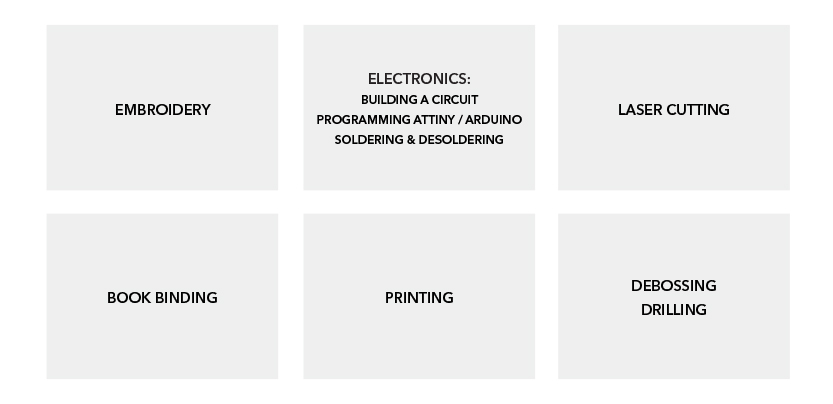 EMBROIDERY
ELECTRONICS:
BUILDING A CIRCUIT
PROGRAMMING ATTINY / ARDUINO
SOLDERING & DESOLDERING
LASER CUTTING
BOOK BINDING
PRINTING
DEBOSSING
DRILLING